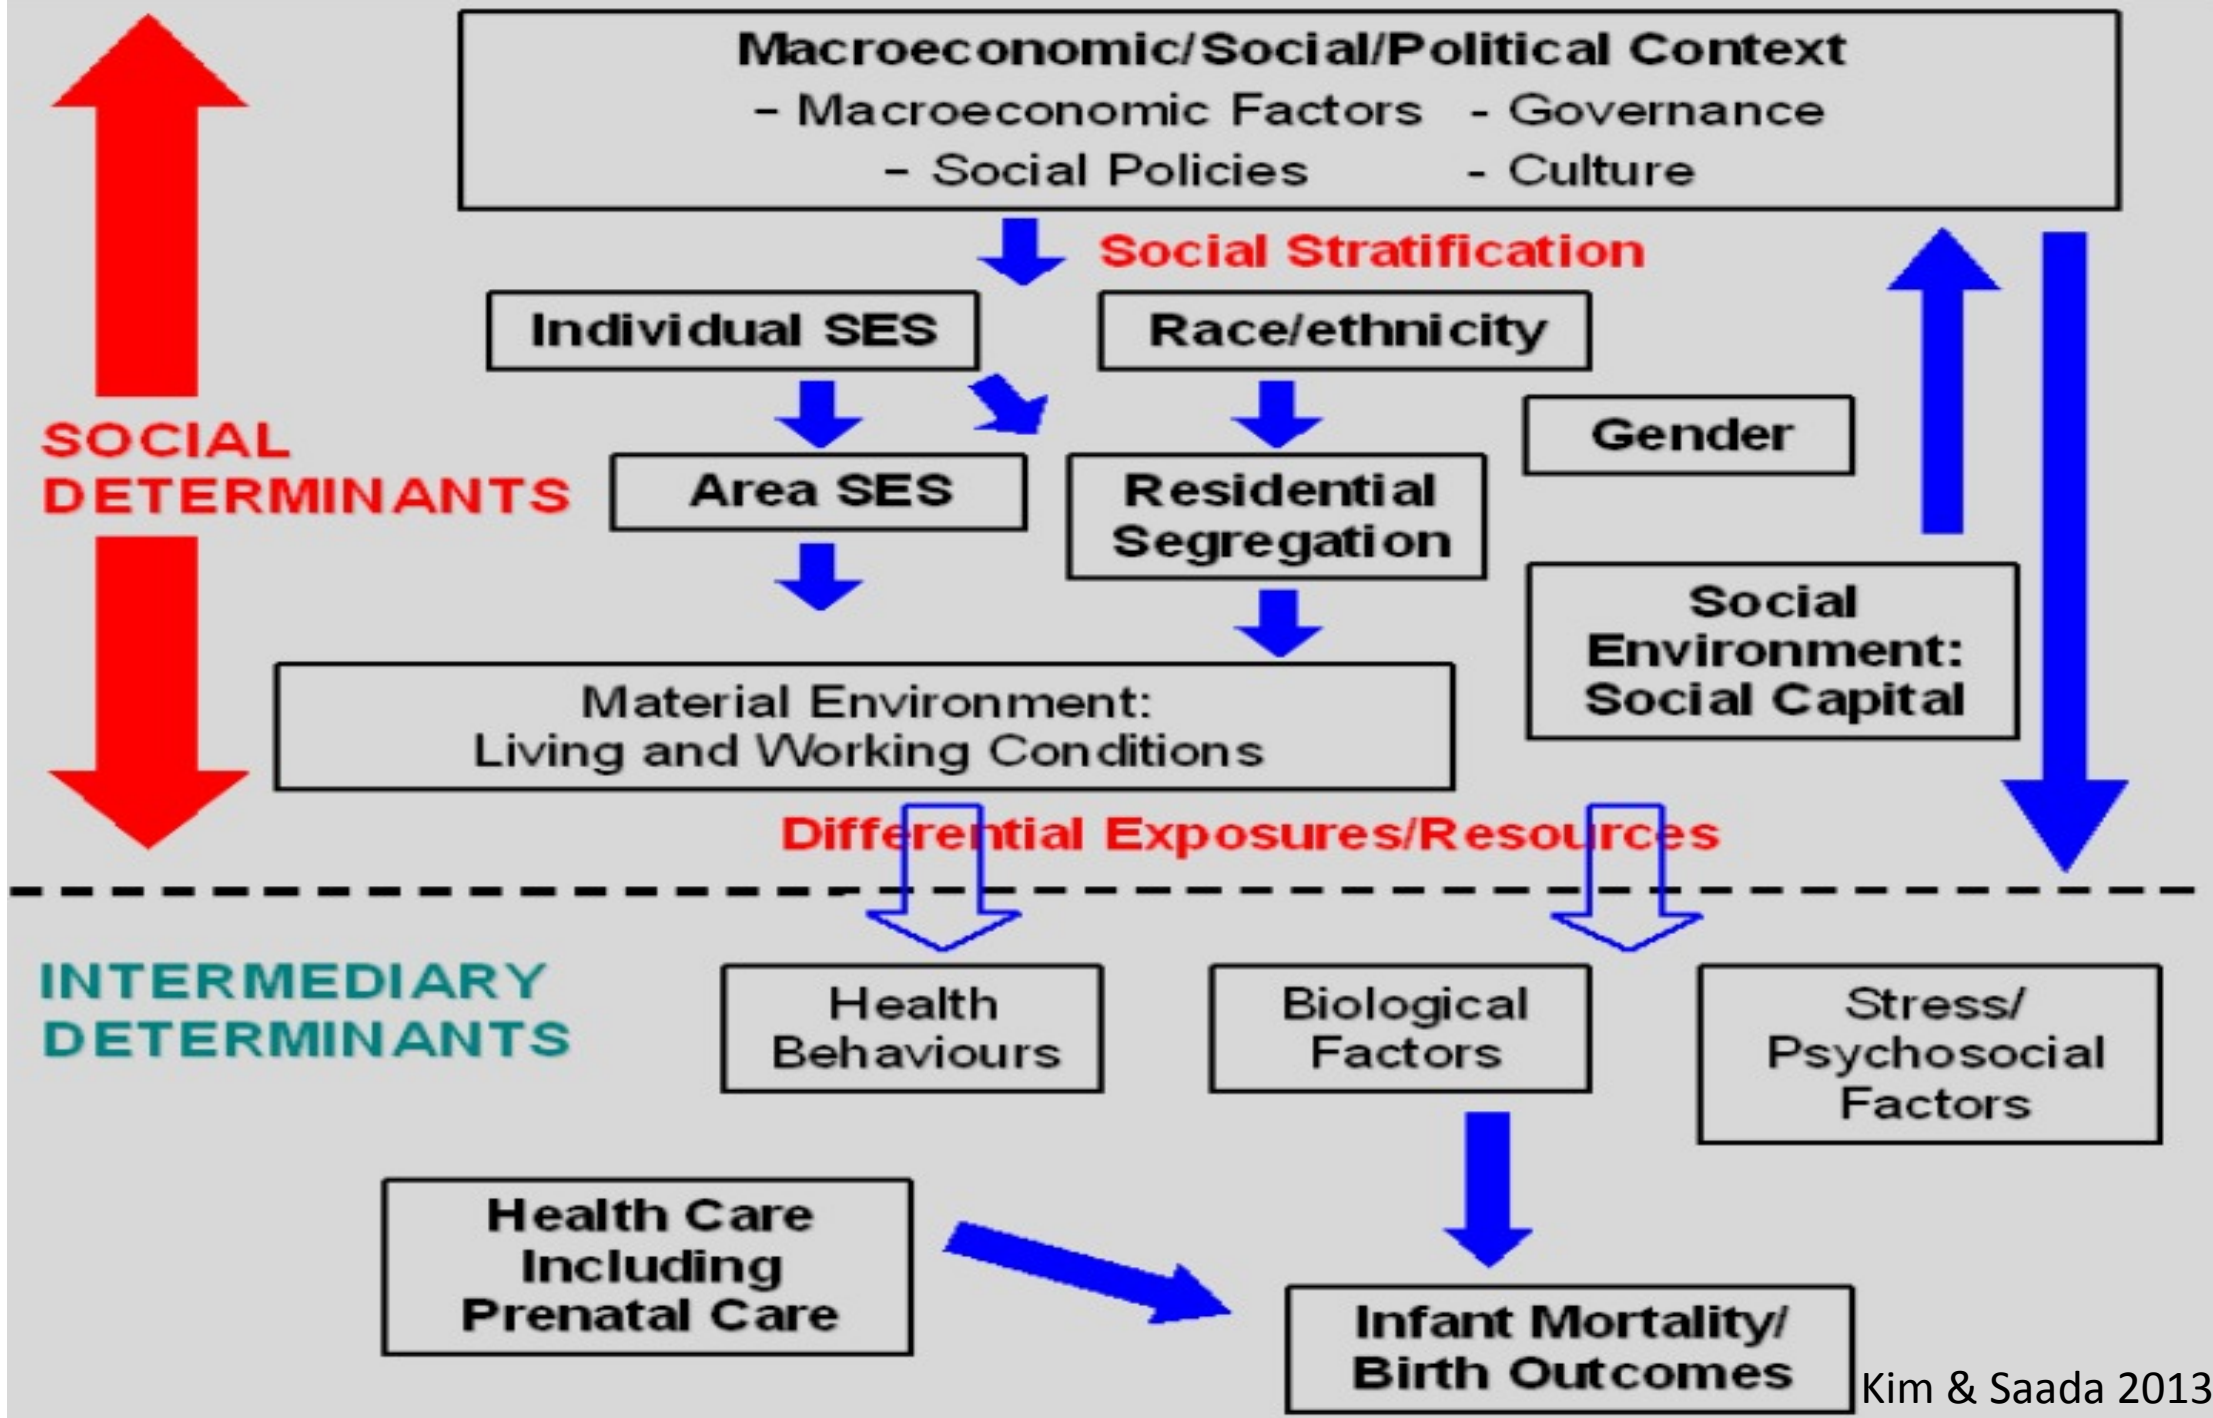 Macroeconomic/Social/Political Context
– Macroeconomic Factors - Governance
– Social Policies - Culture
Social Stratification
Individual SES
Race/ethnicity
Gender
SOCIAL
DETERMINANTS
Area SES
Residential
Segregation
Social
Environment:
Social Capital
Material Environment:
Living and Working Conditions
Differential Exposures/Resources
INTERMEDIARY
DETERMINANTS
Health
Behaviours
Biological
Factors
Stress/
Psychosocial
Factors
Health Care
Including
Prenatal Care
Infant Mortality/
Birth Outcomes
Kim & Saada 2013